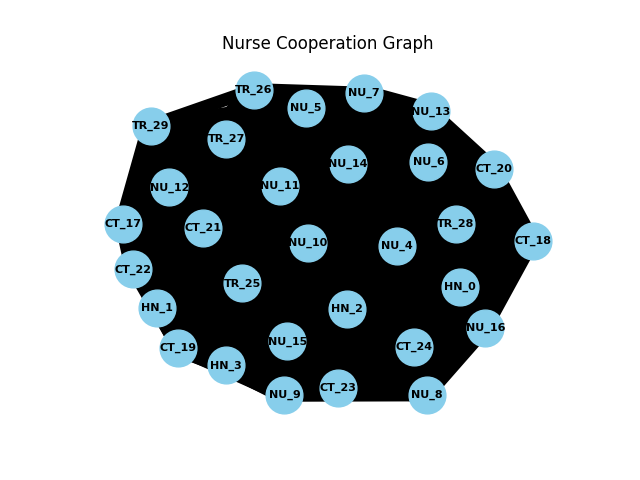 Nurse Cooperation Graph
TR_26
NU_7
NU_5
NU_13
TR_29
TR_27
NU_14
NU_6
CT_20
NU_12
NU_11
CT_17
CT_21
TR_28
NU_10
NU_4
CT_18
CT_22
TR_25
HN_0
HN_1
HN_2
NU_16
CT_19
NU_15
CT_24
HN_3
NU_9
CT_23
NU_8